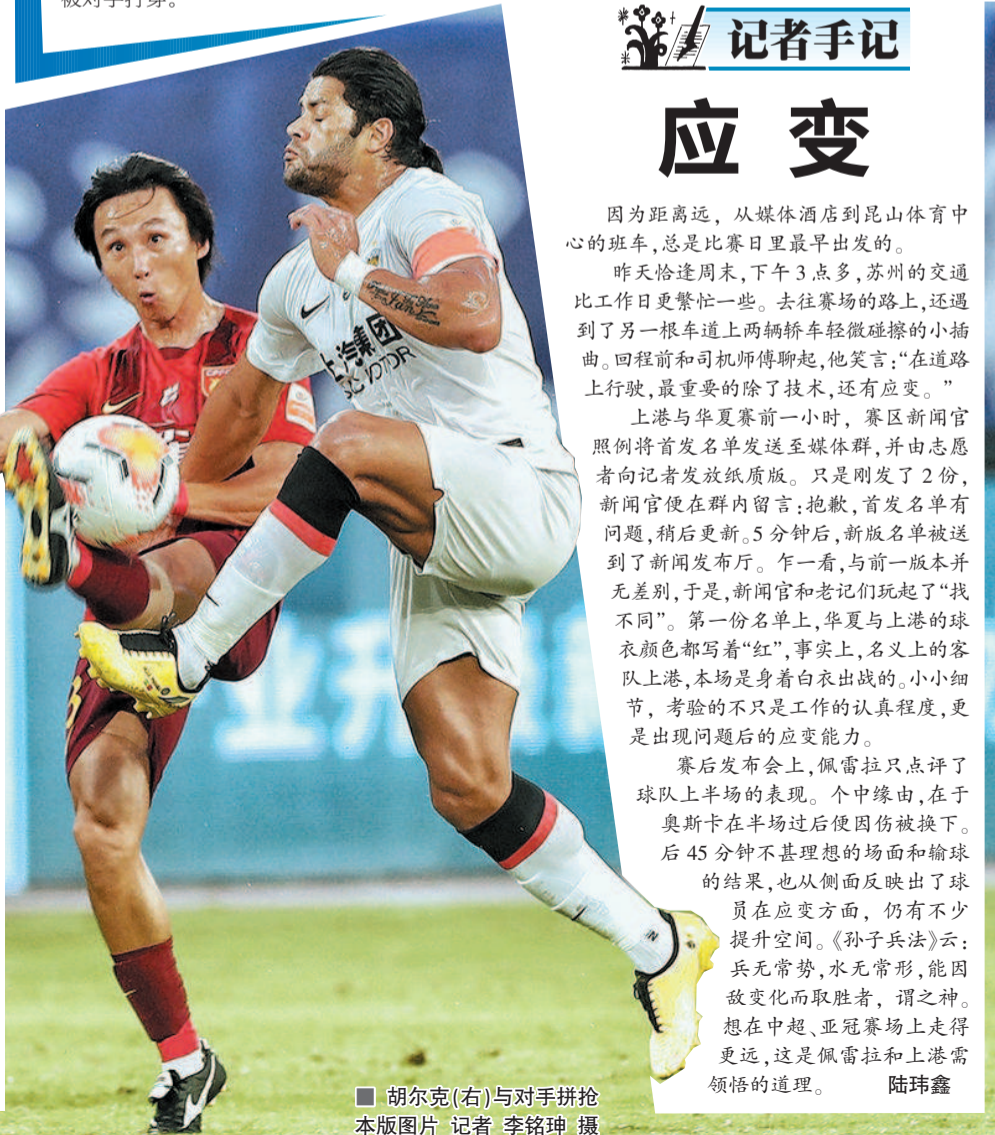 被对手打穿。
记者手记
应变
因为距离远，从媒体酒店到昆山体育中
心的班车，总是比赛日里最早出发的。
昨天恰逢周末，下午3点多，苏州的交通
比工作日更繁忙一些。去往赛场的路上，还遇
到了另一根车道上两辆轿车轻微碰擦的小插
曲。回程前和司机师傅聊起，他笑言：“在道路
上行驶，最重要的除了技术，还有应变。”
上港与华夏赛前一小时，赛区新闻官
照例将首发名单发送至媒体群，并由志愿
者向记者发放纸质版。只是刚发了2份，
新闻官便在群内留言：抱歉，首发名单有
问题，稍后更新。5分钟后，新版名单被送
到了新闻发布厅。乍一看，与前一版本并
无差别，于是，新闻官和老记们玩起了“找
不同”。第一份名单上，华夏与上港的球
衣颜色都写着“红”，事实上，名义上的客
队上港，本场是身着白衣出战的。小小细
节，考验的不只是工作的认真程度，更
是出现问题后的应变能力。
赛后发布会上，佩雷拉只点评了
球队上半场的表现。个中缘由，在于
奥斯卡在半场过后便因伤被换下。
后45分钟不甚理想的场面和输球
的结果，也从侧面反映出了球
员在应变方面，仍有不少
提升空间。《孙子兵法》云：
兵无常势，水无常形，能因
敌变化而取胜者，谓之神。
想在中超、亚冠赛场上走得
更远，这是佩雷拉和上港需
领悟的道理。 陆玮鑫
上汽集团
MOTOR
■ 胡尔克(右)与对手拼抢
本版图片 记者 李铭珅 摄